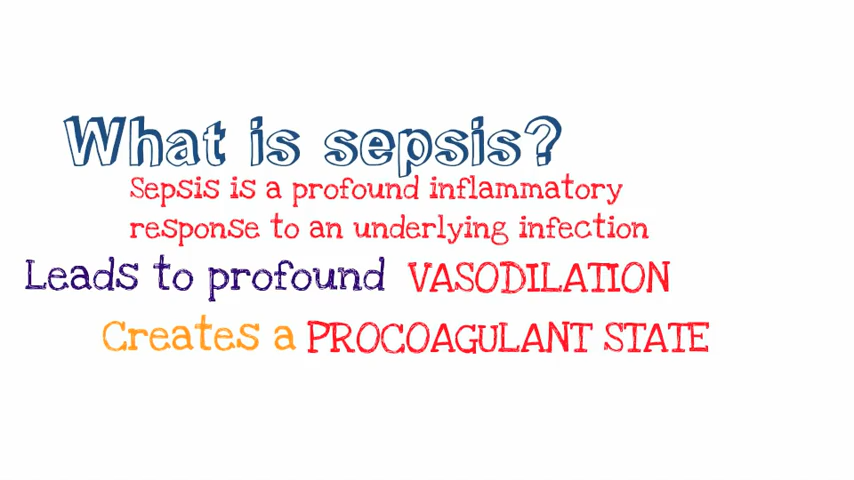 What is sepsis?
Sepsis is a profound inflammatory
response to an underlying infection
Leads to profound VASODILATION
Creates a PROCOAGULANT STATE